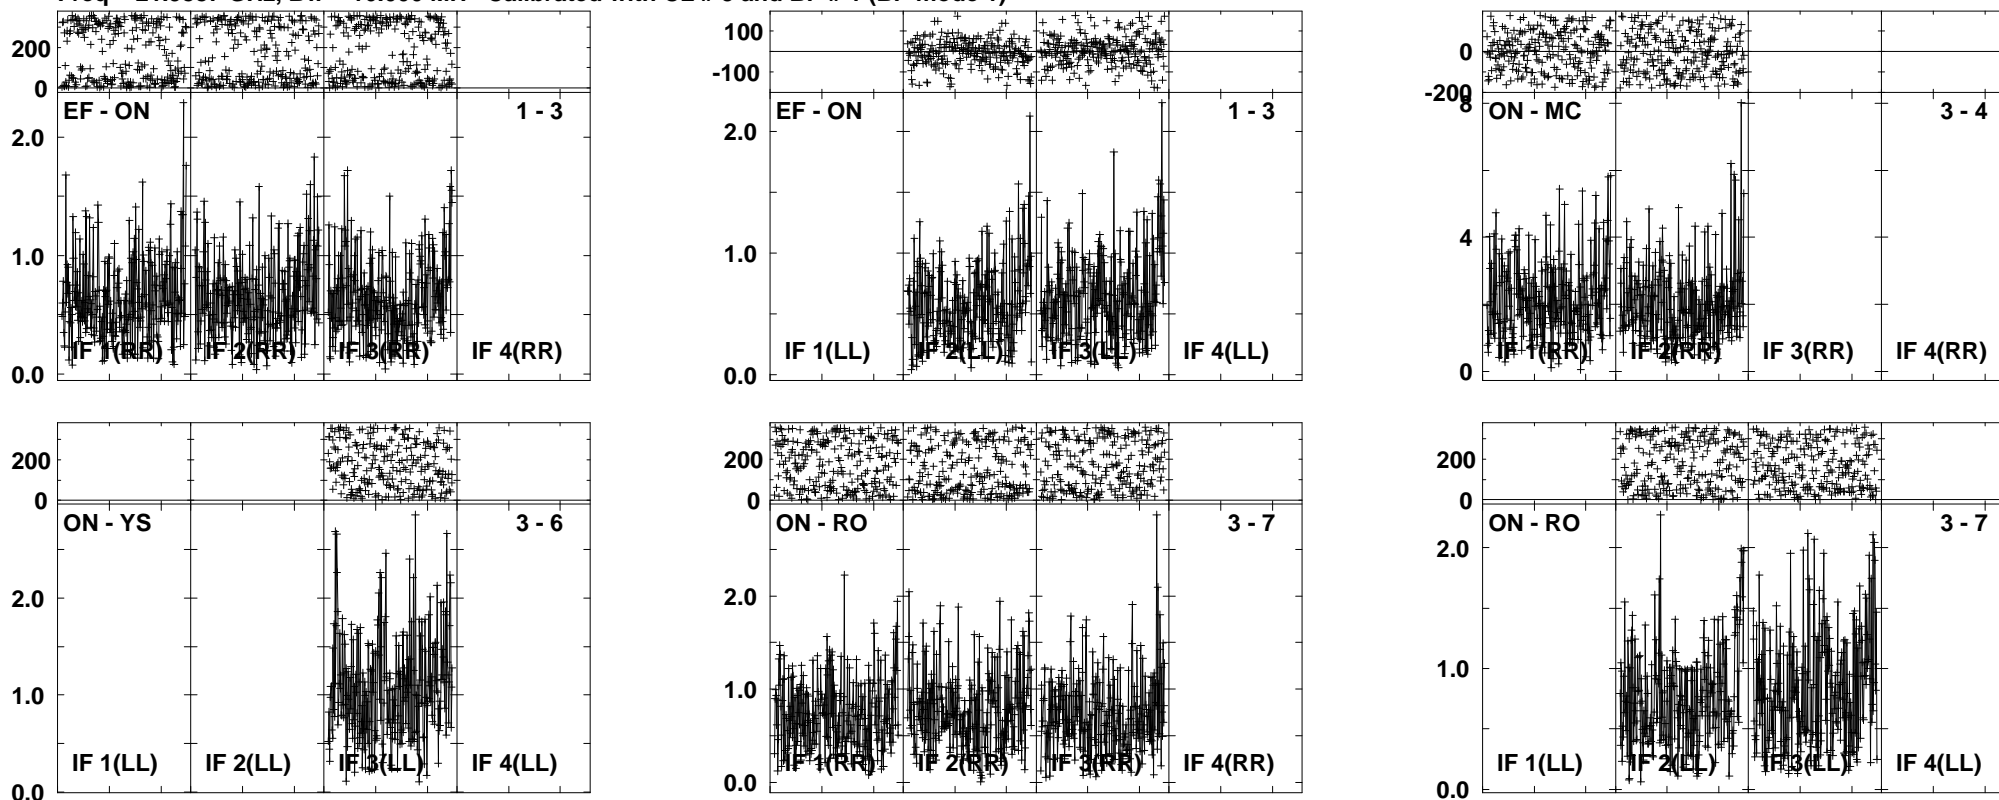 200
0
EF - ON
1 - 3
2.0
1.0
0.0
IF 1(RR)
IF 2(RR)
IF 3(RR)
IF 4(RR)
100
-100
EF - ON
1 - 3
2.0
1.0
0.0
IF 1(LL)
IF 2(LL)
IF 3(LL)
IF 4(LL)
0
-200
8
ON - MC
3 - 4
4
0
IF 1(RR)
IF 2(RR)
IF 3(RR)
IF 4(RR)
200
0
ON - YS
3 - 6
2.0
1.0
0.0
IF 1(LL)
IF 2(LL)
IF 3(LL)
IF 4(LL)
200
0
ON - RO
3 - 7
2.0
1.0
0.0
IF 1(RR)
IF 2(RR)
IF 3(RR)
IF 4(RR)
200
0
ON - RO
3 - 7
2.0
1.0
0.0
IF 1(LL)
IF 2(LL)
IF 3(LL)
IF 4(LL)